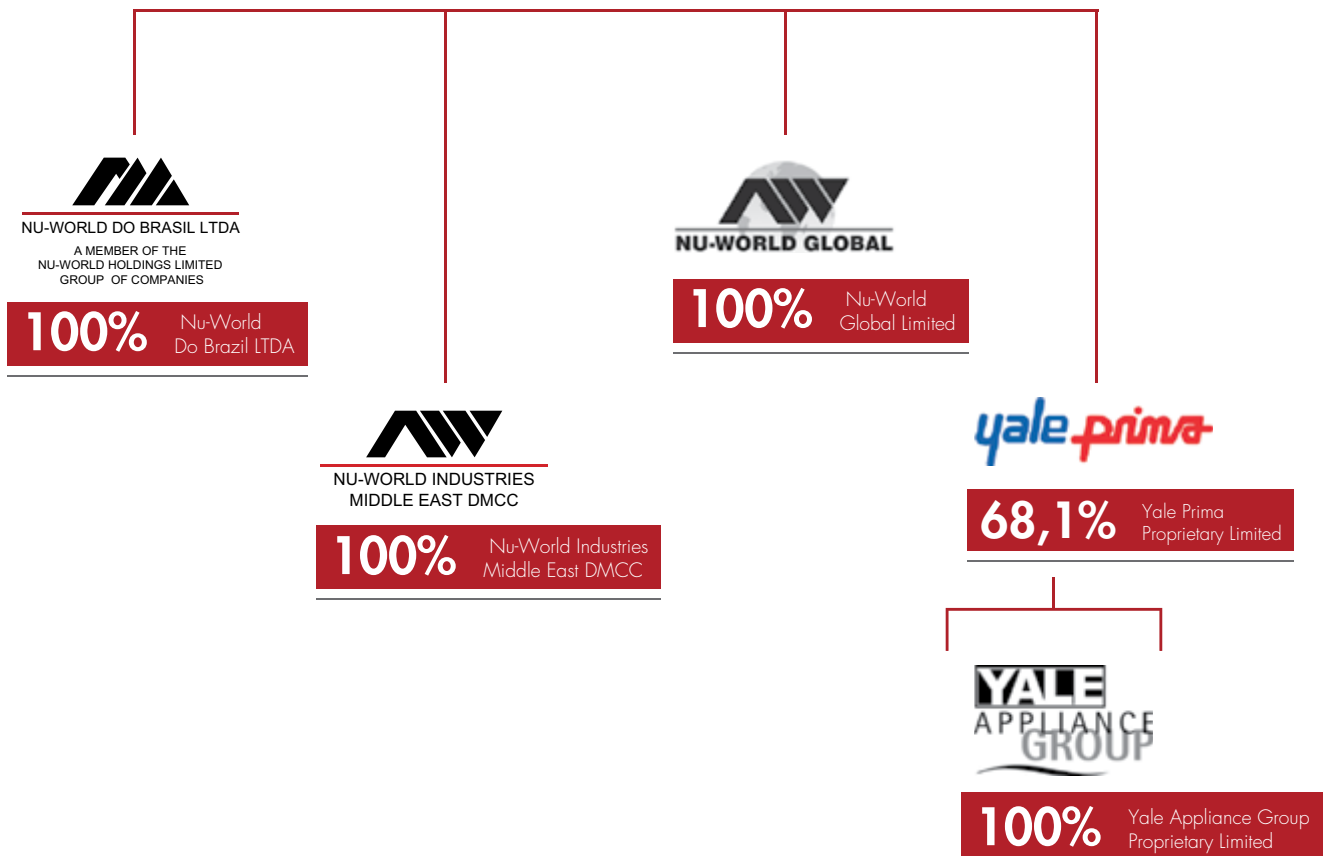 NU-WORLD DO BRASIL LTDA
A MEMBER OF THE
NU-WORLD HOLDINGS LIMITED
GROUP OF COMPANIES
100%
Nu-World
Do Brazil LTDA
NU-WORLD GLOBAL
100%
Nu-World
Global Limited
NU-WORLD INDUSTRIES
MIDDLE EAST DMCC
100%
Nu-World Industries
Middle East DMCC
yale prima
68,1%
Yale Prima
Proprietary Limited
YALE
APPLIANCE
GROUP
100%
Yale Appliance Group
Proprietary Limited